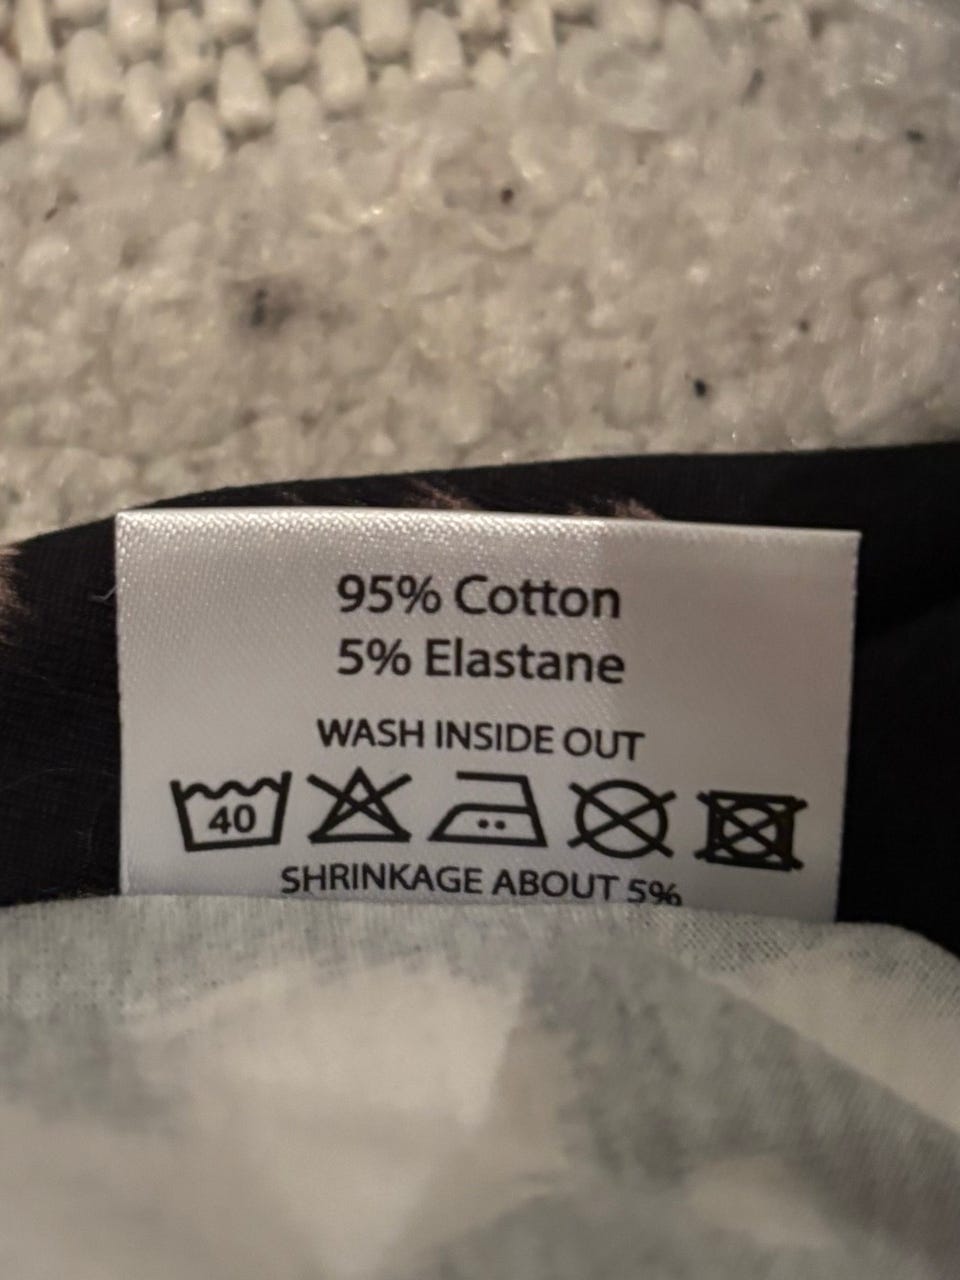 95% Cotton
5% Elastane
WASH INSIDE OUT
40
SHRINKAGE ABOUT 5%